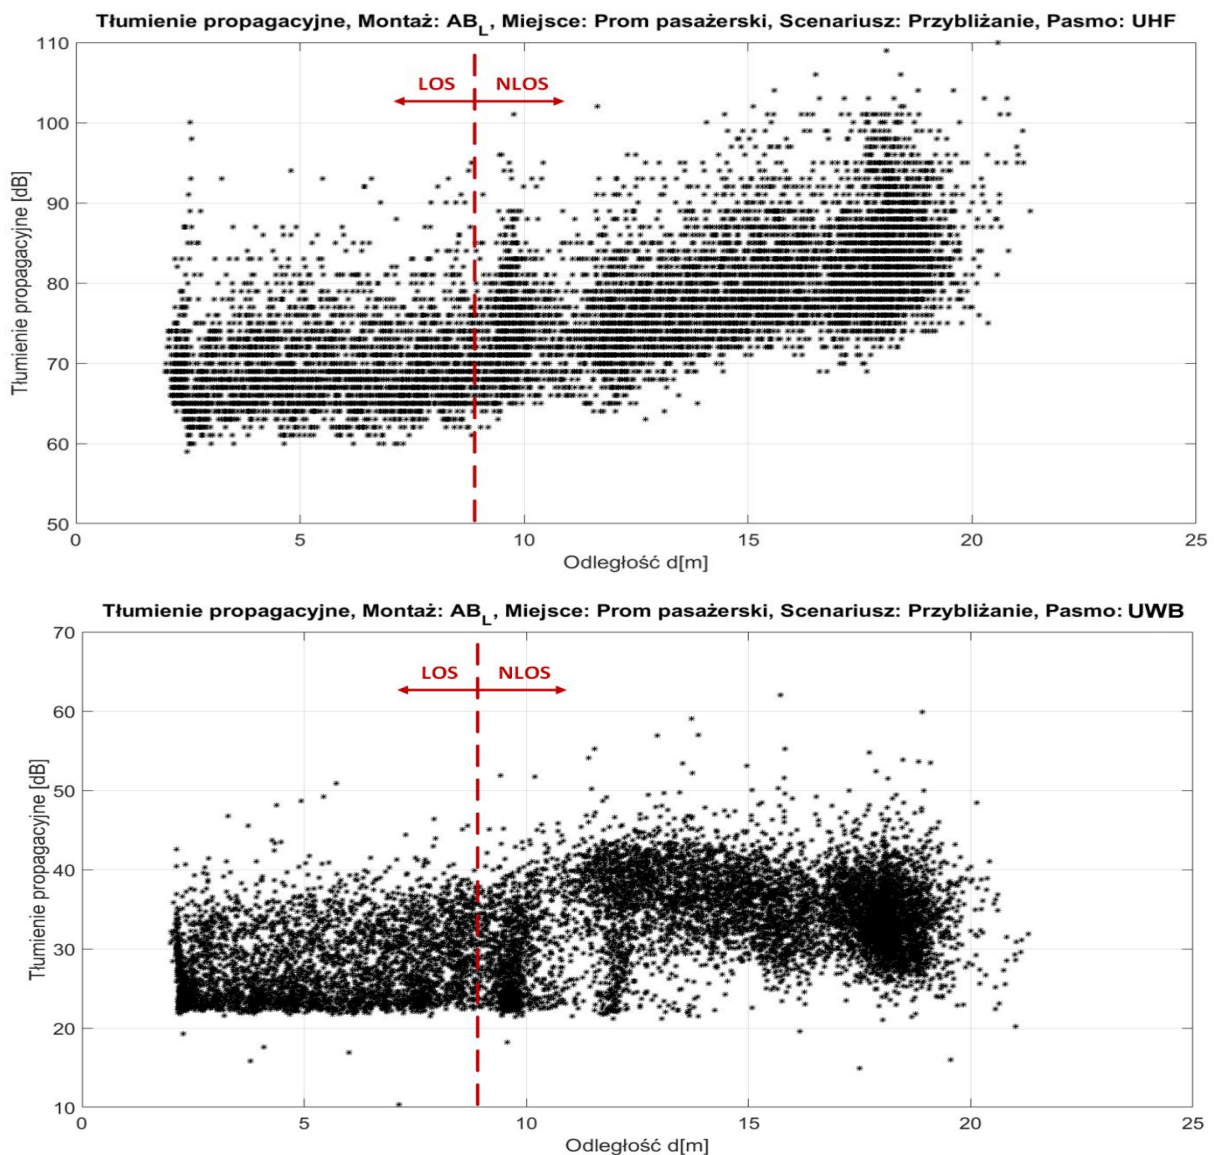 Tłumienie propagacyjne, Montaż: AB_L, Miejsce: Prom pasażerski, Scenariusz: Przybliżanie, Pasmo: UHF
110
100
90
80
70
60
50
Tłumienie propagacyjne [dB]
LOS NLOS
0 5 10 15 20 25
Odległość d[m]
Tłumienie propagacyjne, Montaż: AB_L, Miejsce: Prom pasażerski, Scenariusz: Przybliżanie, Pasmo: UWB
70
60
50
40
30
20
10
Tłumienie propagacyjne [dB]
LOS NLOS
0 5 10 15 20 25
Odległość d[m]